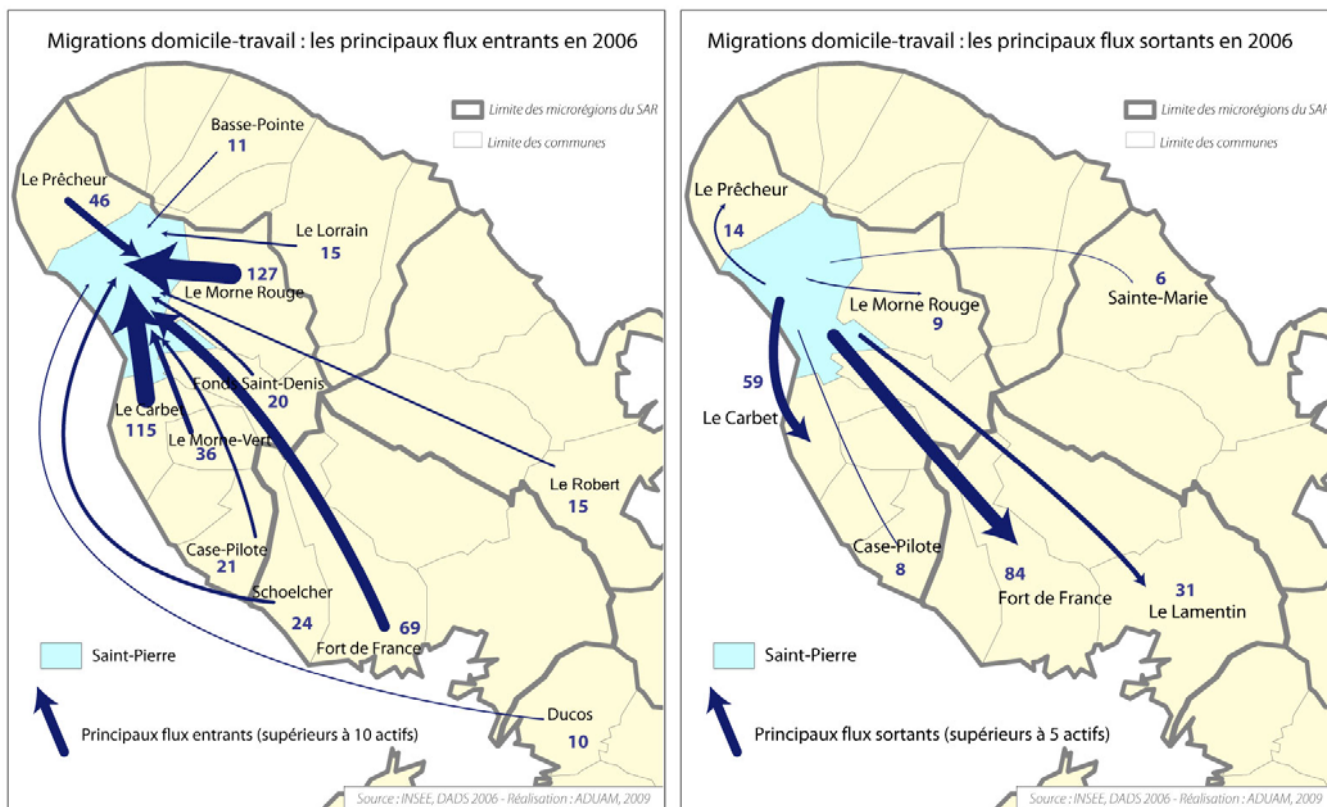 Migrations domicile-travail : les principaux flux entrants en 2006
Limite des microrégions du SAR
Limite des communes
Basse-Pointe
11
Le Prêcheur
46
Le Lorrain
15
127
Le Morne Rouge
Fonds Saint-Denis
20
Le Carbet
115
Le Morne-Vert
36
Le Robert
15
Case-Pilote
21
Schoelcher
24
69
Fort de France
Saint-Pierre
Ducos
10
Principaux flux entrants (supérieurs à 10 actifs)
Source : INSEE, DADS 2006 - Réalisation : ADUAM, 2009
Migrations domicile-travail : les principaux flux sortants en 2006
Limite des microrégions du SAR
Limite des communes
Le Prêcheur
14
6
Sainte-Marie
Le Morne Rouge
9
59
Le Carbet
Case-Pilote
8
84
Fort de France
31
Le Lamentin
Saint-Pierre
Principaux flux sortants (supérieurs à 5 actifs)
Source : INSEE, DADS 2006 - Réalisation : ADUAM, 2009